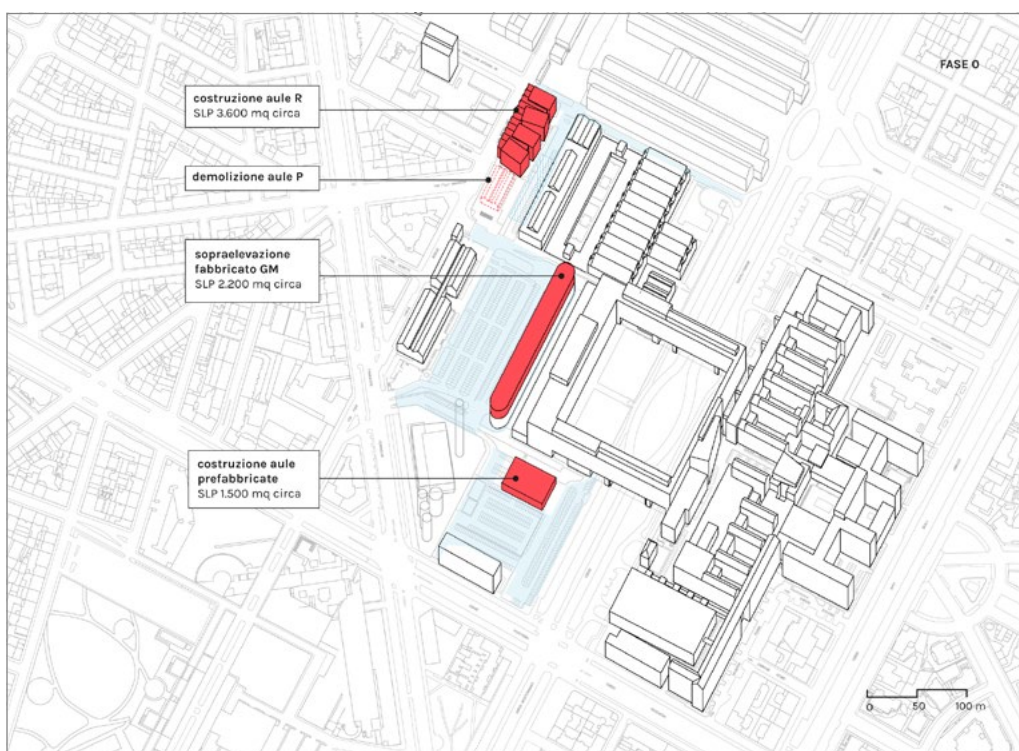 FASE 0
costruzione aule R
SLP 3.600 mq circa
demolizione aule P
sopraelevazione
fabbricato GM
SLP 2.200 mq circa
costruzione aule
prefabbricate
SLP 1.500 mq circa
0 50 100 m